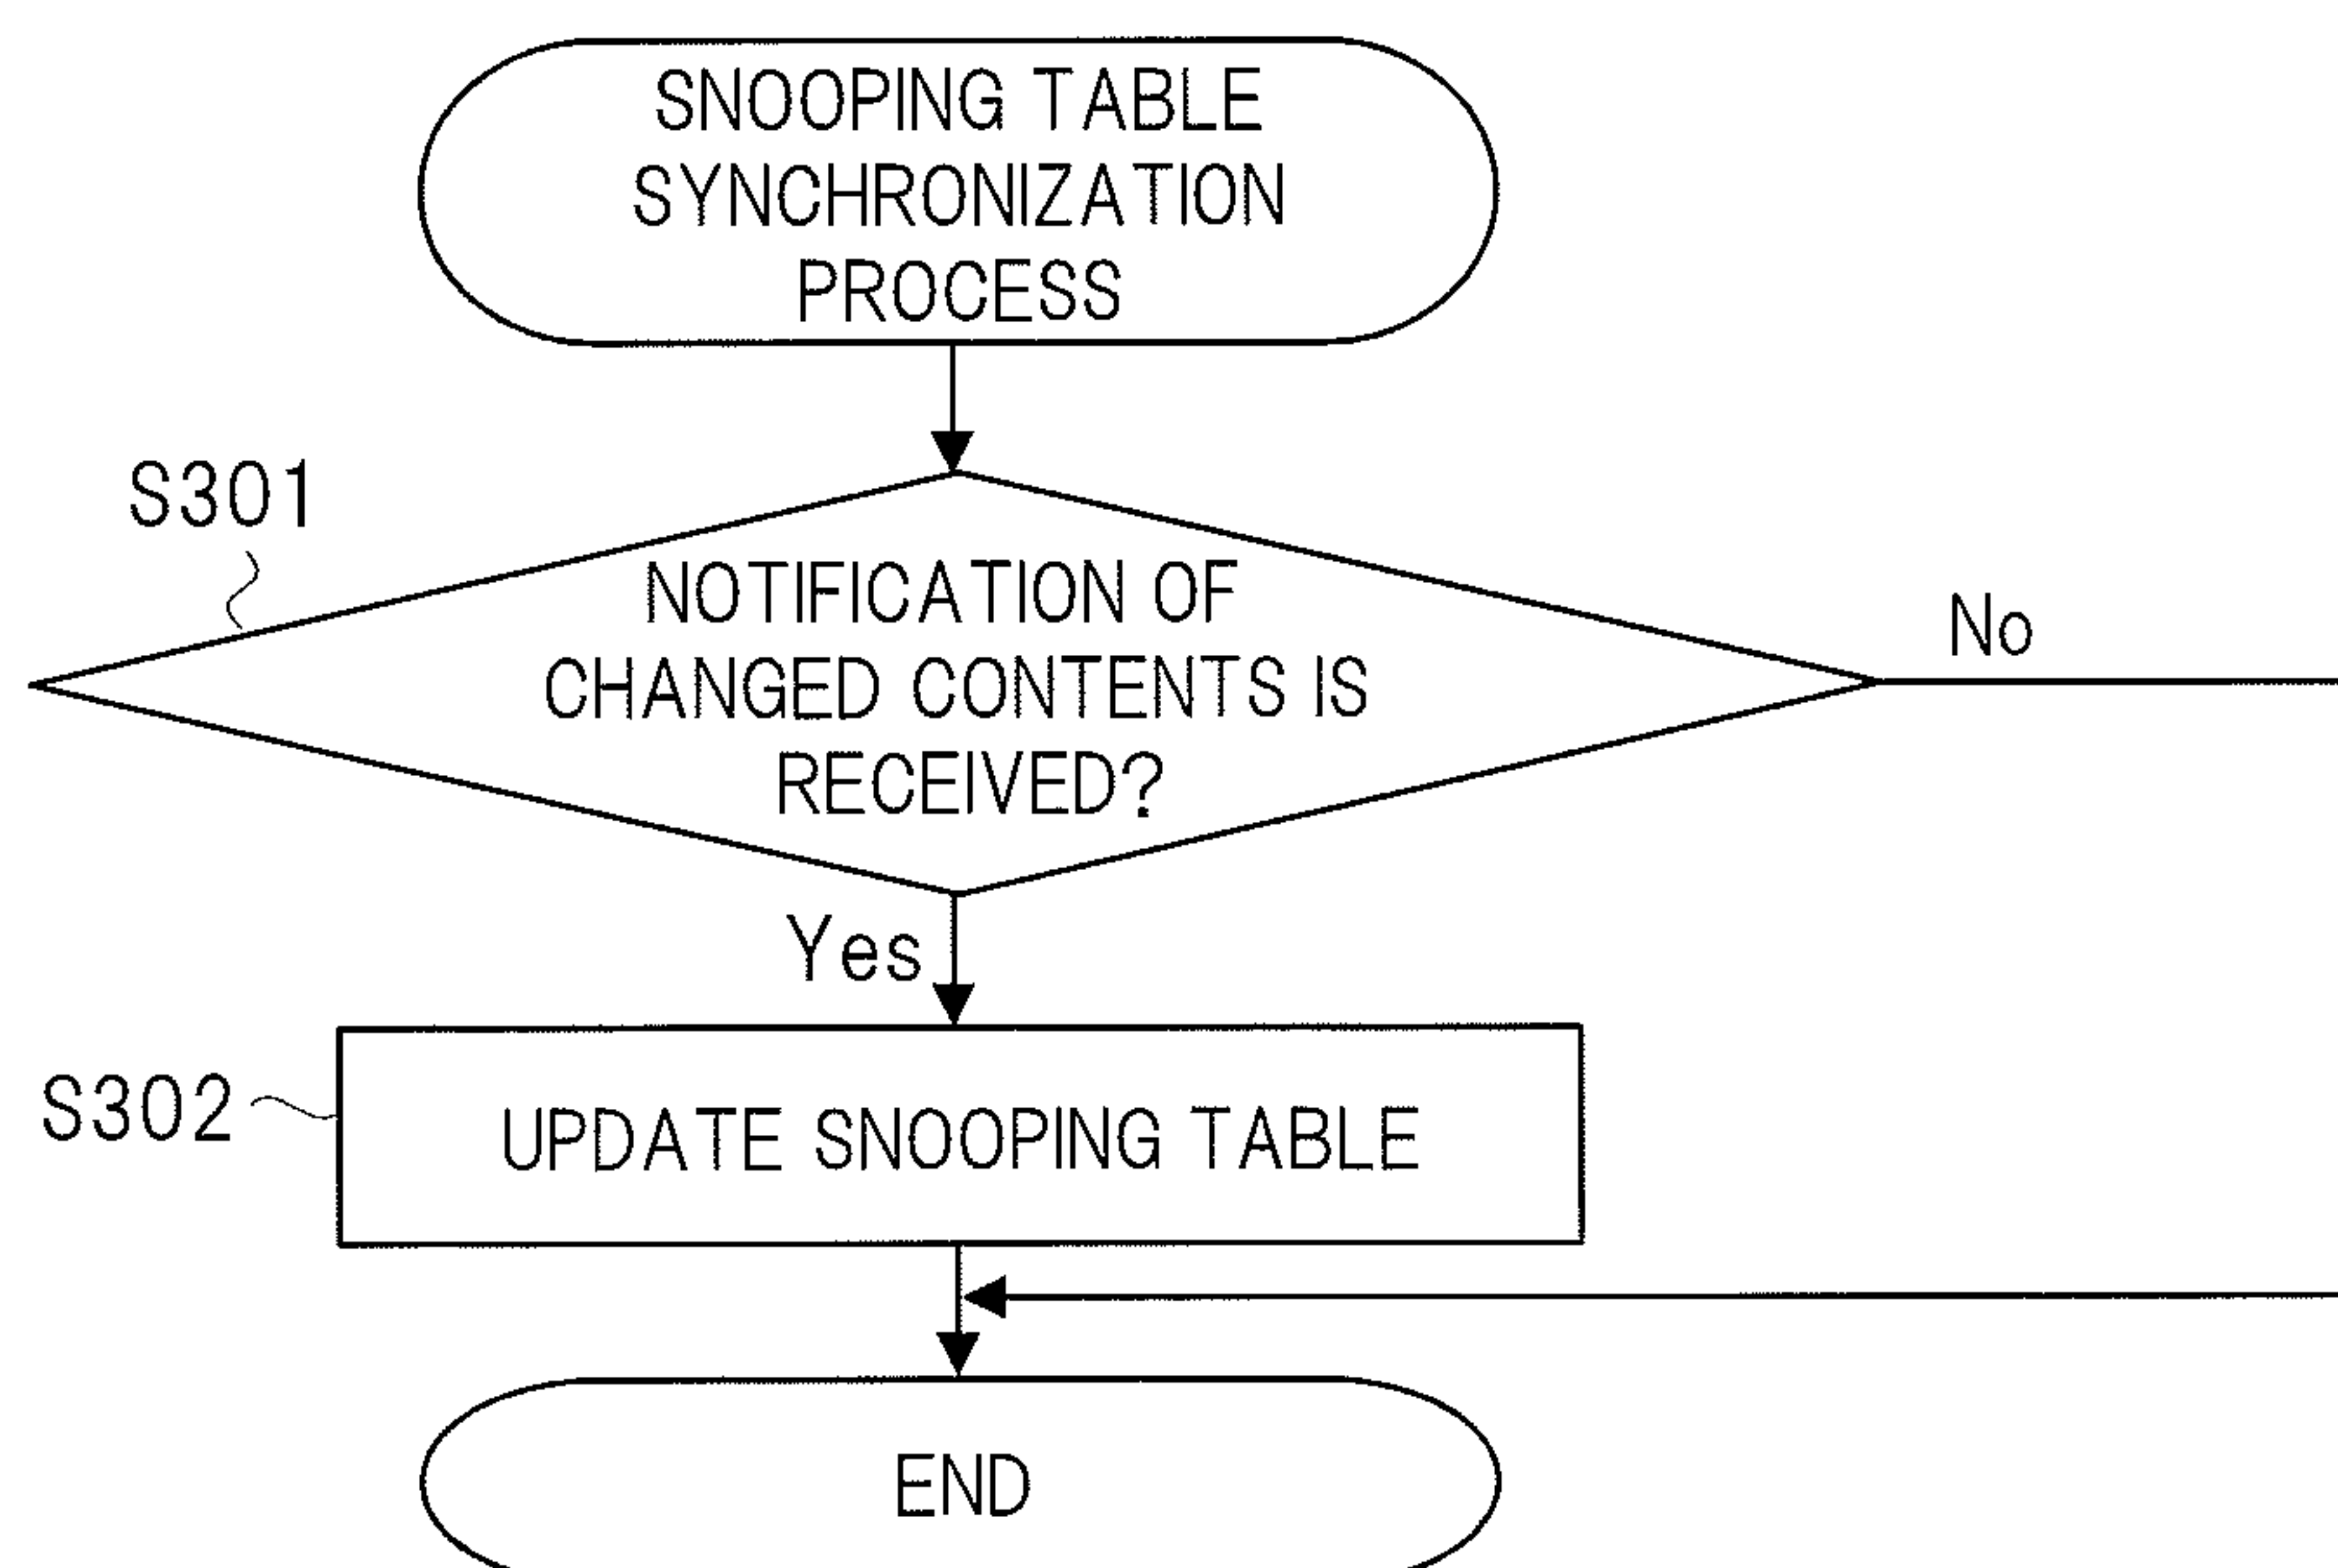 SNOOPING TABLE
SYNCHRONIZATION
PROCESS
S301
NOTIFICATION OF
CHANGED CONTENTS IS
RECEIVED?
No
Yes
S302
UPDATE SNOOPING TABLE
END